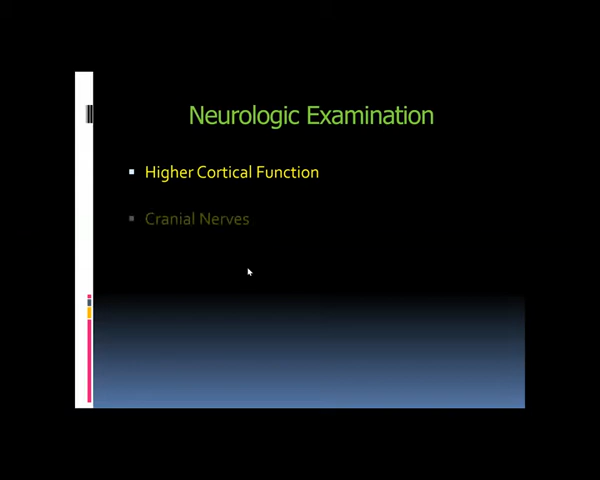 Neurologic Examination
Higher Cortical Function
Cranial Nerves